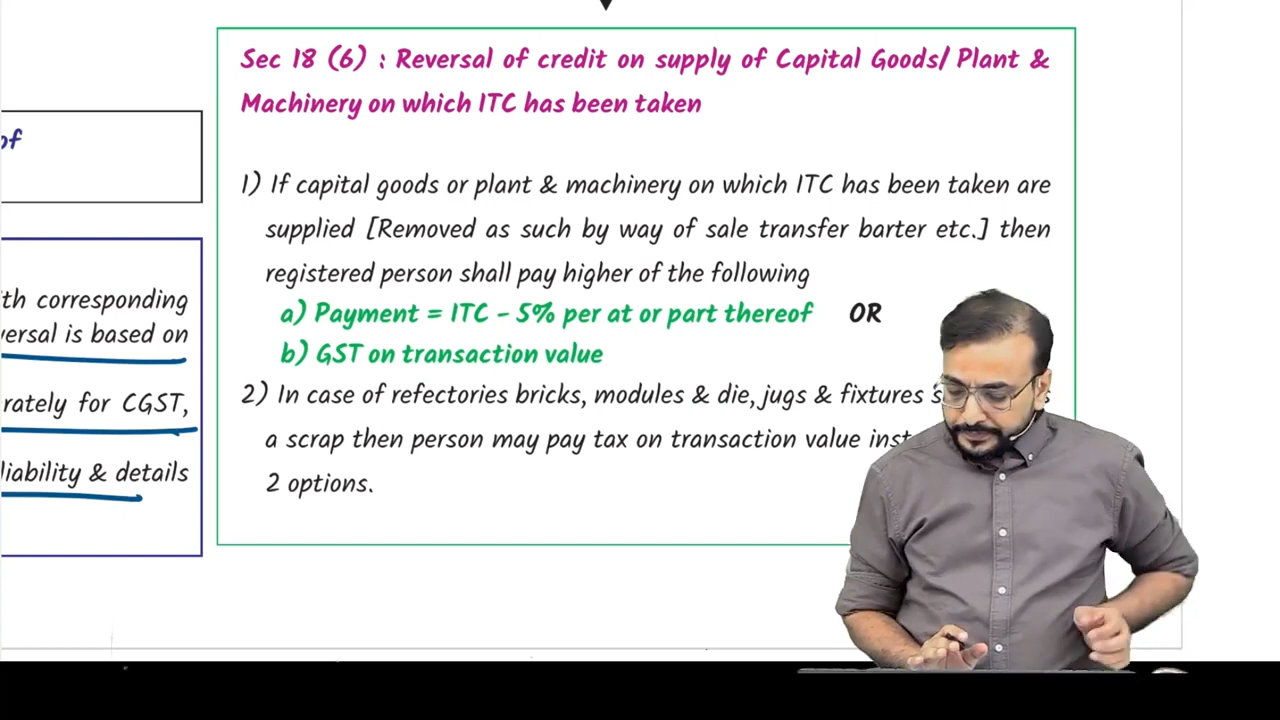 of
th corresponding
versal is based on
rately for CGST,
liability & details
Sec 18 (6) : Reversal of credit on supply of Capital Goods/ Plant &
Machinery on which ITC has been taken
1) If capital goods or plant & machinery on which ITC has been taken are
supplied [Removed as such by way of sale transfer barter etc.] then
registered person shall pay higher of the following
a) Payment = ITC - 5% per at or part thereof OR
b) GST on transaction value
2) In case of refectories bricks, modules & die, jugs & fixtures
a scrap then person may pay tax on transaction value
2 options.